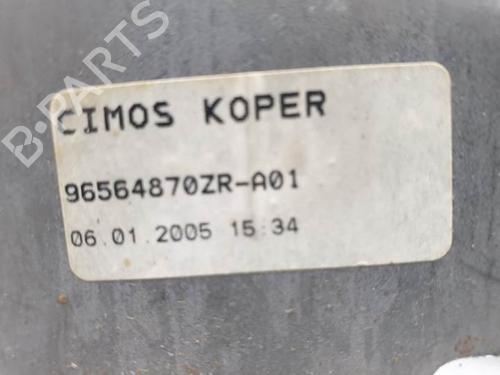 B-PARTS
CIMOS KOPER
96564870ZR-A01
06.01.2005 15:34